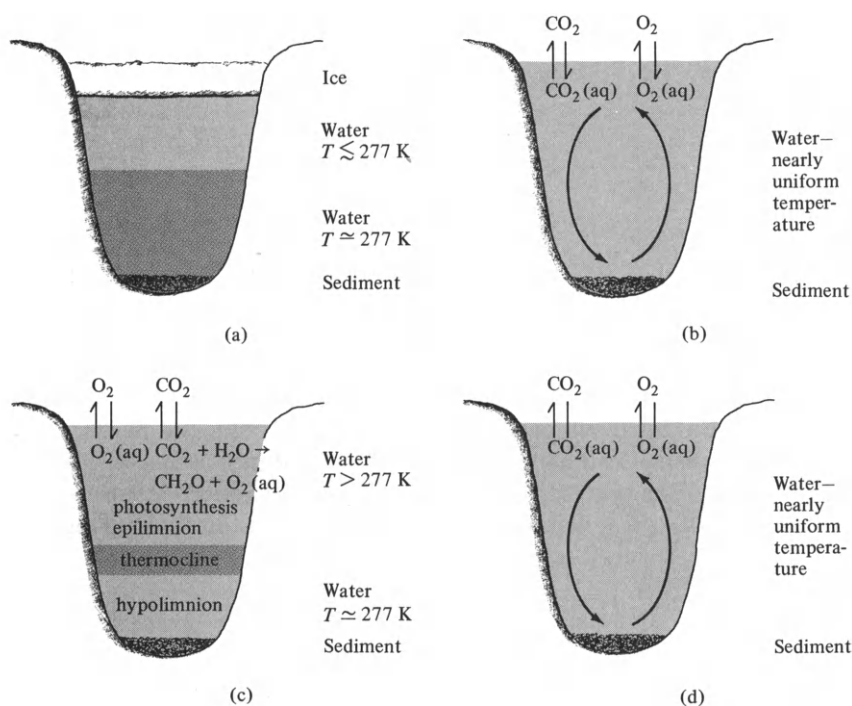 Ice
Water
T ≲ 277 K
Water
T ≃ 277 K
Sediment
(a)
CO₂ O₂
CO₂(aq) O₂(aq)
Water—
nearly
uniform
temper-
ature
Sediment
(b)
O₂ CO₂
O₂(aq) CO₂ + H₂O →
CH₂O + O₂(aq)
photosynthesis
epilimnion
thermocline
hypolimnion
Water
T > 277 K
Water
T ≃ 277 K
Sediment
(c)
CO₂ O₂
CO₂(aq) O₂(aq)
Water—
nearly
uniform
tempera-
ture
Sediment
(d)